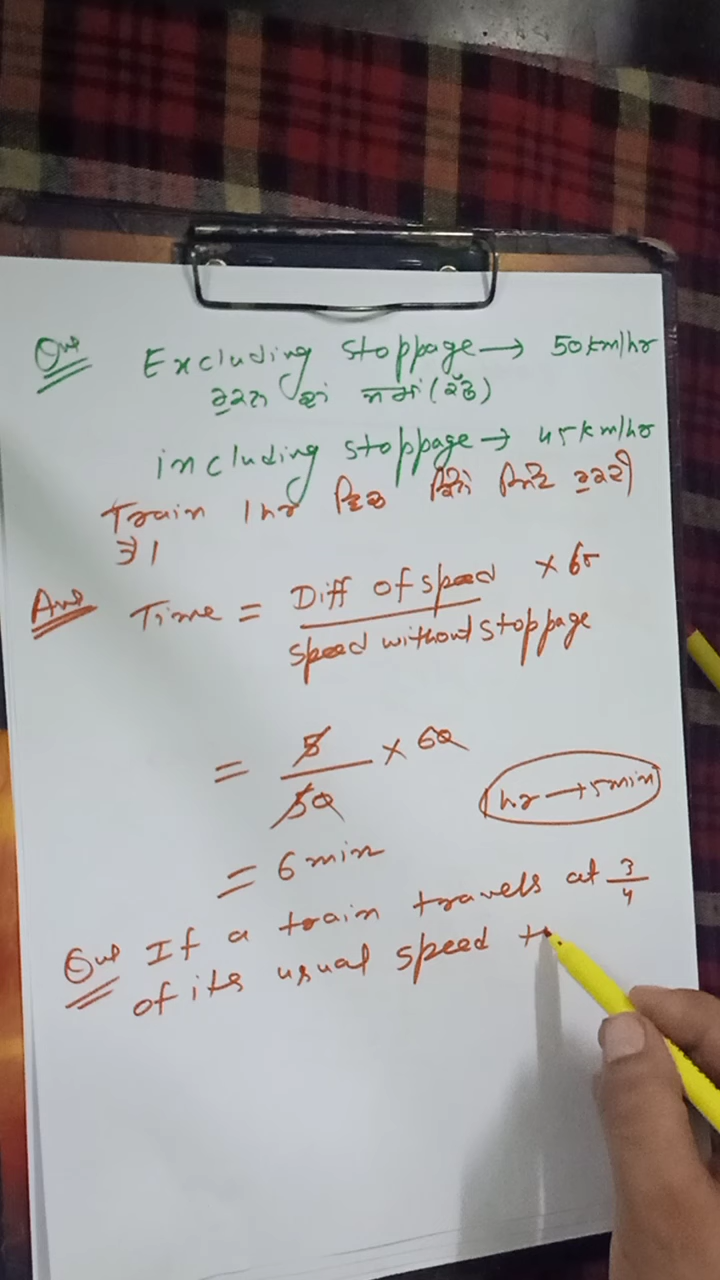 Que Excluding stoppage → 50 km/hr
including stoppage → 45 km/hr
Train 1 hr ਵਿਚ ਕਿੰਨੇ ਮਿੰਟ
Ans Time = Diff of speed × 60
speed without stoppage
= 5 × 60
50
1hr → 5min
= 6 min
Que If a train travels at 3/4
of its usual speed t